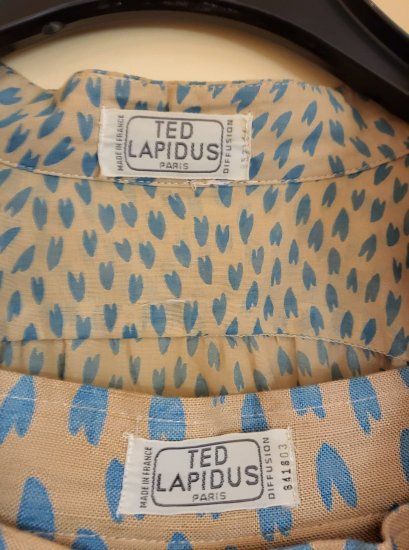 MADE IN FRANCE
TED
LAPIDUS
PARIS
DIFFUSION
MADE IN FRANCE
TED
LAPIDUS
PARIS
DIFFUSION
841803